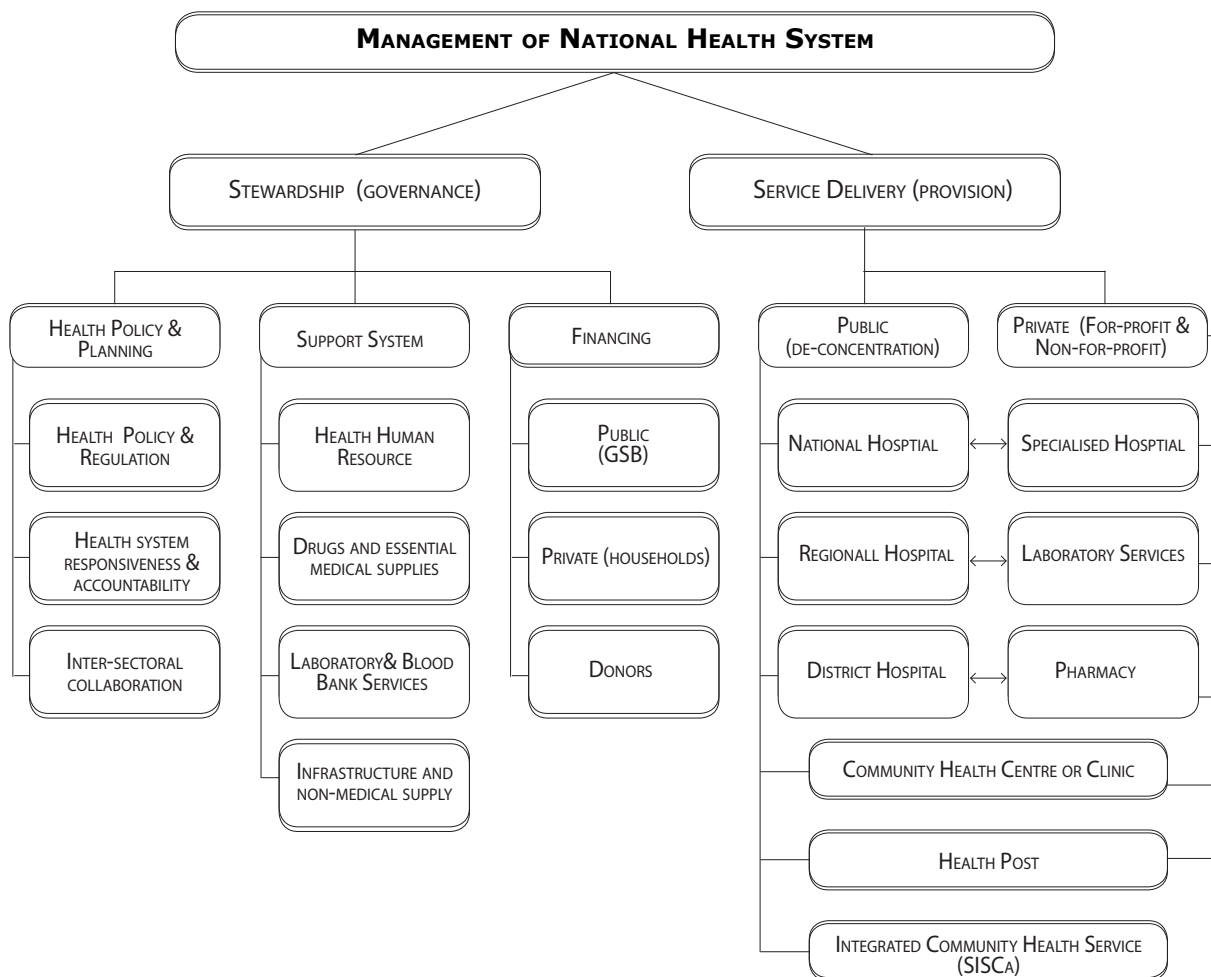 Management of National Health System
Stewardship (governance)
Service Delivery (provision)
Health Policy &
Planning
Support System
Financing
Public
(de-concentration)
Private (For-profit &
Non-for-profit)
Health Policy &
Regulation
Health Human
Resource
Public
(GSB)
National Hosptial
Specialised Hosptial
Health system
responsiveness &
accountability
Drugs and essential
medical supplies
Private (households)
Regionall Hospital
Laboratory Services
Inter-sectoral
collaboration
Laboratory& Blood
Bank Services
Donors
District Hospital
Pharmacy
Infrastructure and
non-medical supply
Community Health Centre or Clinic
Health Post
Integrated Community Health Service
(SISCa)